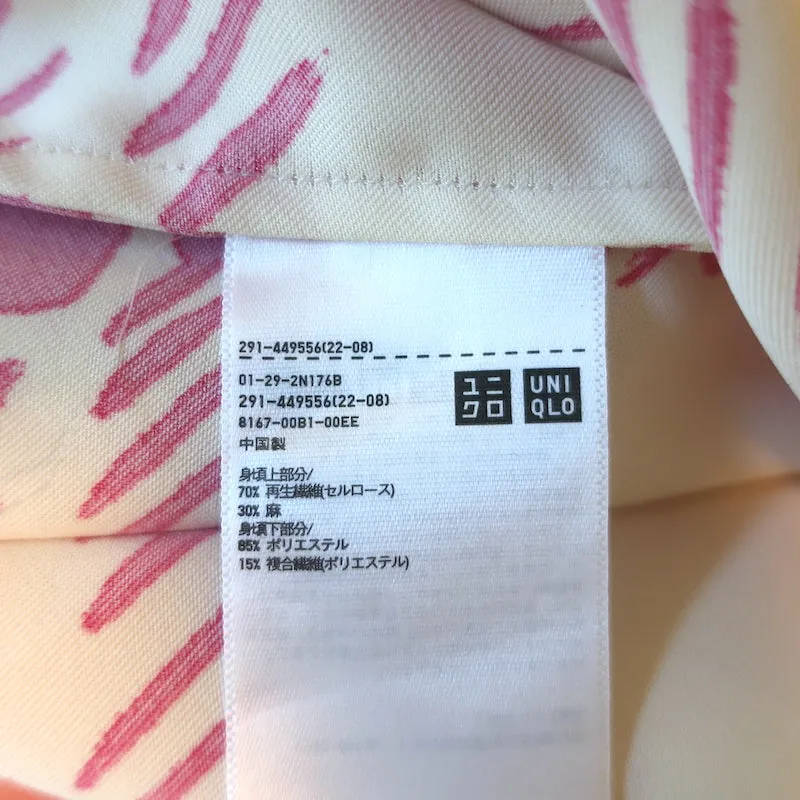 291-449556(22-08)
01-29-2N176B
291-449556(22-08)
8167-00B1-00EE
中国製
ユニ
クロ
UNI
QLO
身頃上部分/
70% 再生繊維(セルロース)
30% 麻
身頃下部分/
85% ポリエステル
15% 複合繊維(ポリエステル)